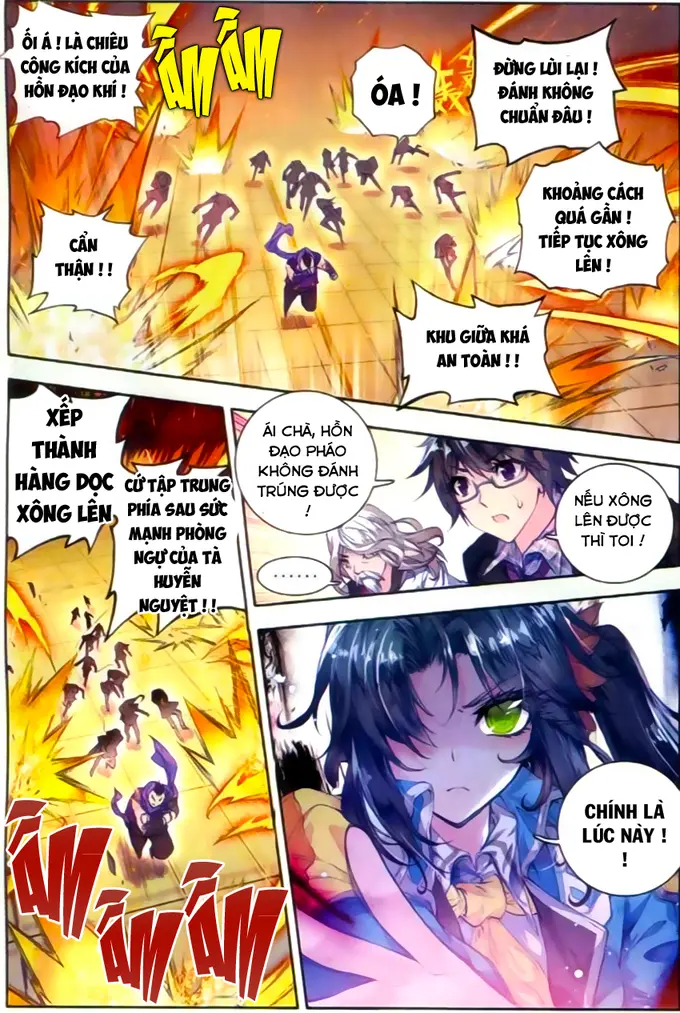 ỐI Á ! LÀ CHIÊU
CÔNG KÍCH CỦA
HỒN ĐẠO KHÍ !
ẦM ẦM
ÓA !
ĐỪNG LÙI LẠI !
ĐÁNH KHÔNG
CHUẨN ĐÂU !
CẨN
THẬN ! !
KHOẢNG CÁCH
QUÁ GẦN !
TIẾP TỤC XÔNG
LÊN !
KHU GIỮA KHÁ
AN TOÀN ! !
XẾP
THÀNH
HÀNG DỌC
XÔNG LÊN
CỨ TẬP TRUNG
PHÍA SAU SỨC
MẠNH PHÒNG
NGỰ CỦA TÀ
HUYỄN
NGUYỆT ! !
ÁI CHÀ, HỒN
ĐẠO PHÁO
KHÔNG ĐÁNH
TRÚNG ĐƯỢC
!
......
NẾU XÔNG
LÊN ĐƯỢC
THÌ TOI !
CHÍNH LÀ
LÚC NÀY !
!
ẦM
ẦM
ẦM